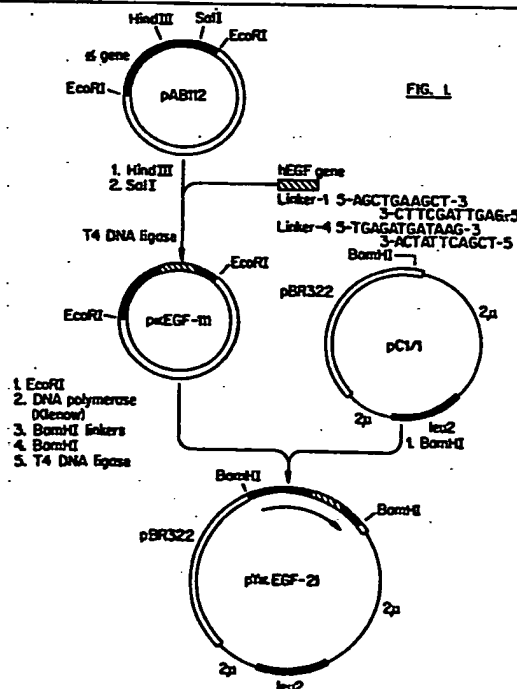 HindIII
SalI
EcoRI
α gene
EcoRI
pAB112
FIG. 1
1. HindIII
2. SalI
hEGF gene
Linker-1 5-AGCTGAAGCT-3
3-CTTCGATTGAG-5
Linker-4 5-TGAGATGATAAG-3
3-ACTATTCAGCT-5
T4 DNA ligase
BamHI
EcoRI
pBR322
2μ
EcoRI
pαEGF-111
pC1/1
1. EcoRI
2. DNA polymerase
(Klenow)
3. BamHI linkers
4. BamHI
5. T4 DNA ligase
2μ
leu2
1. BamHI
BamHI
BamHI
pBR322
pYαEGF-21
2μ
2μ
leu2